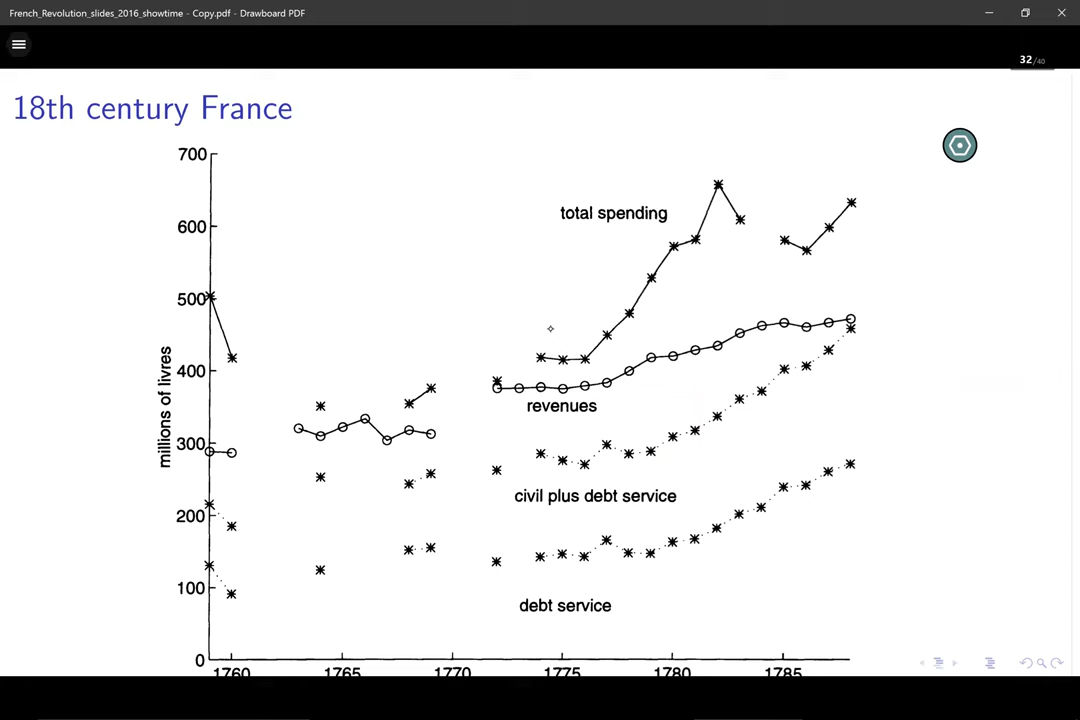 French_Revolution_slides_2016_showtime - Copy.pdf - Drawboard PDF
32/40
18th century France
700
600
500
400
300
200
100
0
millions of livres
total spending
revenues
civil plus debt service
debt service
1760 1765 1770 1775 1780 1785